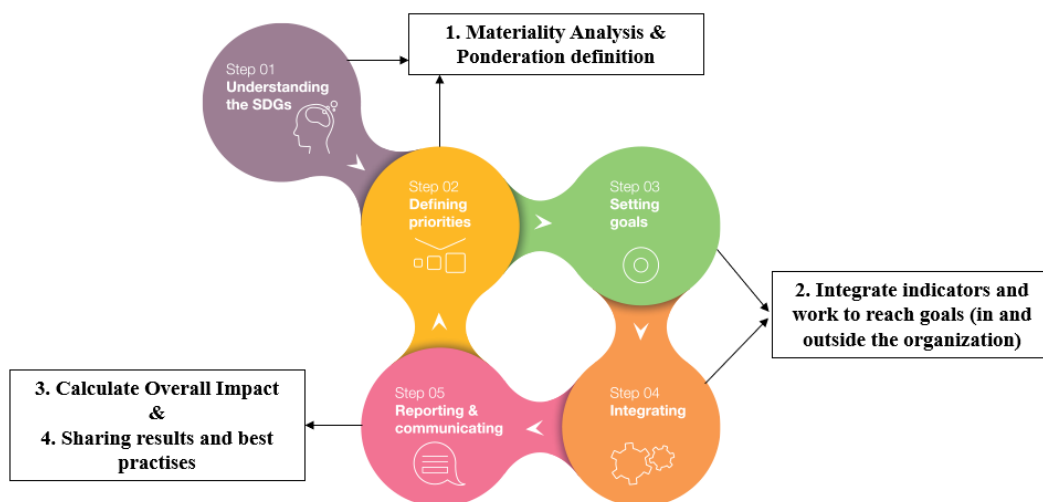 1. Materiality Analysis &
Ponderation definition
Step 01
Understanding
the SDGs
Step 02
Defining
priorities
Step 03
Setting
goals
2. Integrate indicators and
work to reach goals (in and
outside the organization)
3. Calculate Overall Impact
&
4. Sharing results and best
practises
Step 05
Reporting &
communicating
Step 04
Integrating